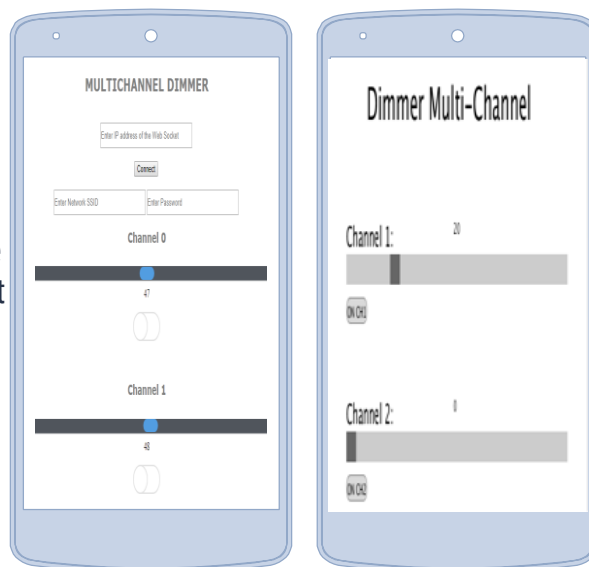 MULTICHANNEL DIMMER
Enter IP address of the Web Socket
Connect
Enter Network SSID Enter Password
Channel 0
47
Channel 1
48
Dimmer Multi-Channel
Channel 1: 20
ON CH1
Channel 2: 0
ON CH2